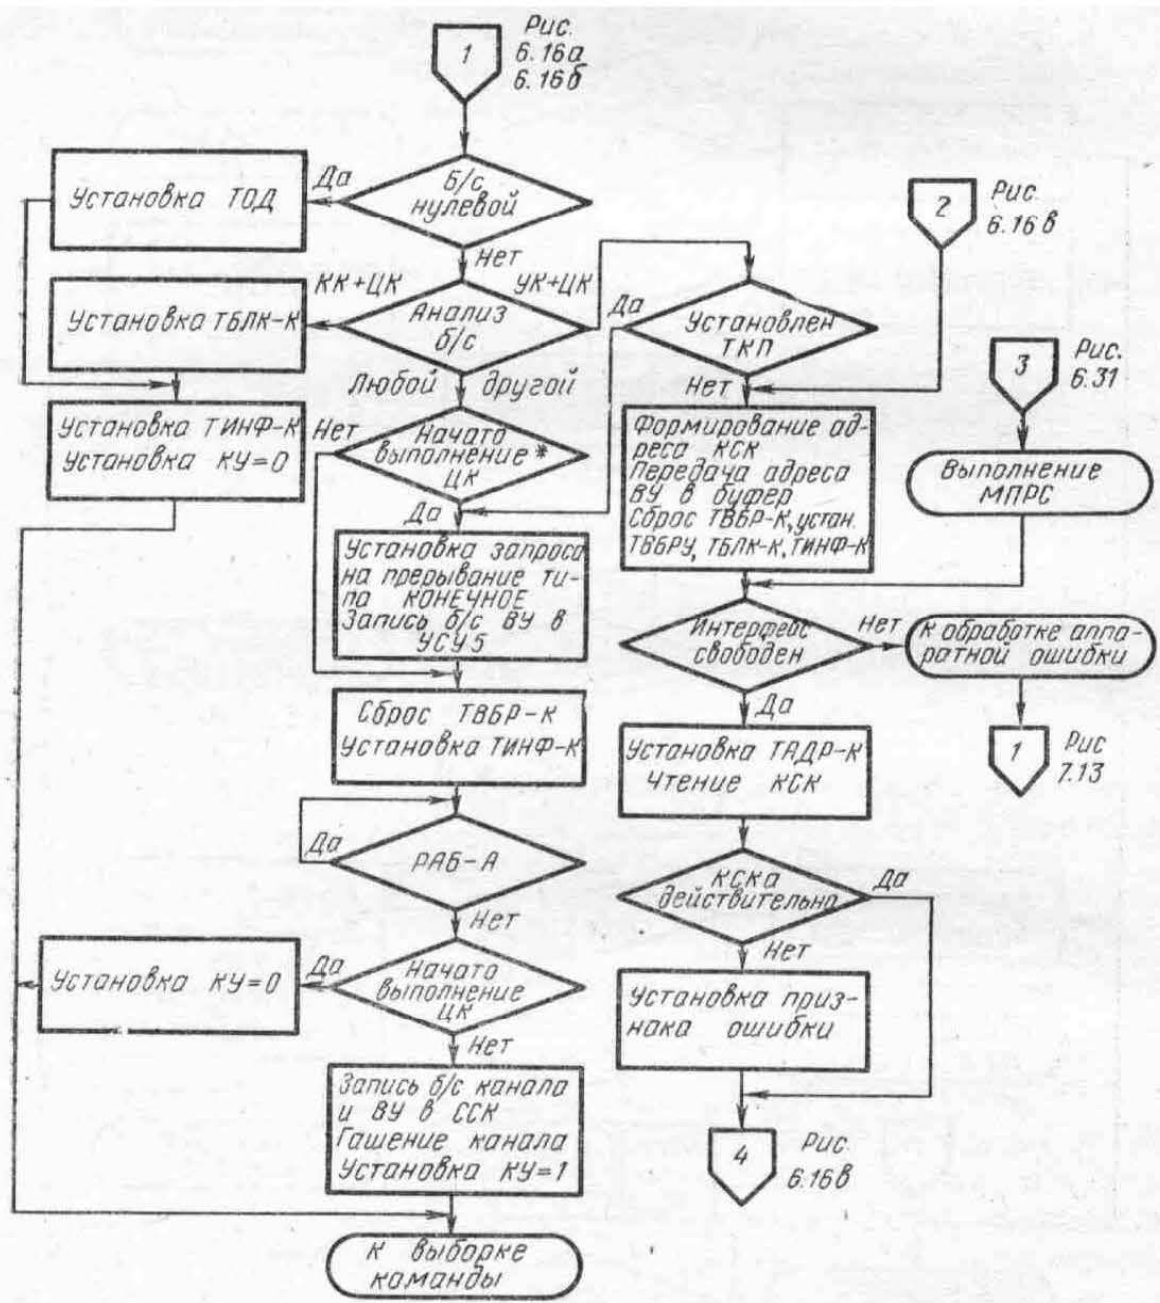 1
Рис.
6.16а
6.16б
Б/с
нулевой
Да
Установка ТОД
Нет
2
Рис.
6.16в
КК+ЦК
УК+ЦК
Установка ТБЛК-К
Анализ
б/с
Да
Установлен
ТКП
Любой другой
Нет
3
Рис.
6.31
Установка ТИНФ-К
Установка КУ=0
Нет
Начато
выполнение*
ЦК
Да
Формирование ад-
реса КСК
Передача адреса
ВУ в буфер
Сброс ТВБР-К, устан.
ТВБРУ, ТБЛК-К, ТИНФ-К
Выполнение
МПРС
Установка запроса
на прерывание ти-
па КОНЕЧНОЕ
Запись б/с ВУ в
УСУ5
Интерфейс
свободен
Нет
К обработке аппа-
ратной ошибки
Да
1
Рис
7.13
Сброс ТВБР-К
Установка ТИНФ-К
Установка ТАДР-К
Чтение КСК
Да
РАБ-А
Нет
КСКА
действительна
Да
Нет
Установка КУ=0
Да
Начато
выполнение
ЦК
Нет
Установка приз-
нака ошибки
Запись б/с канала
и ВУ в ССК
Гашение канала
Установка КУ=1
4
Рис.
6.16в
К выборке
команды